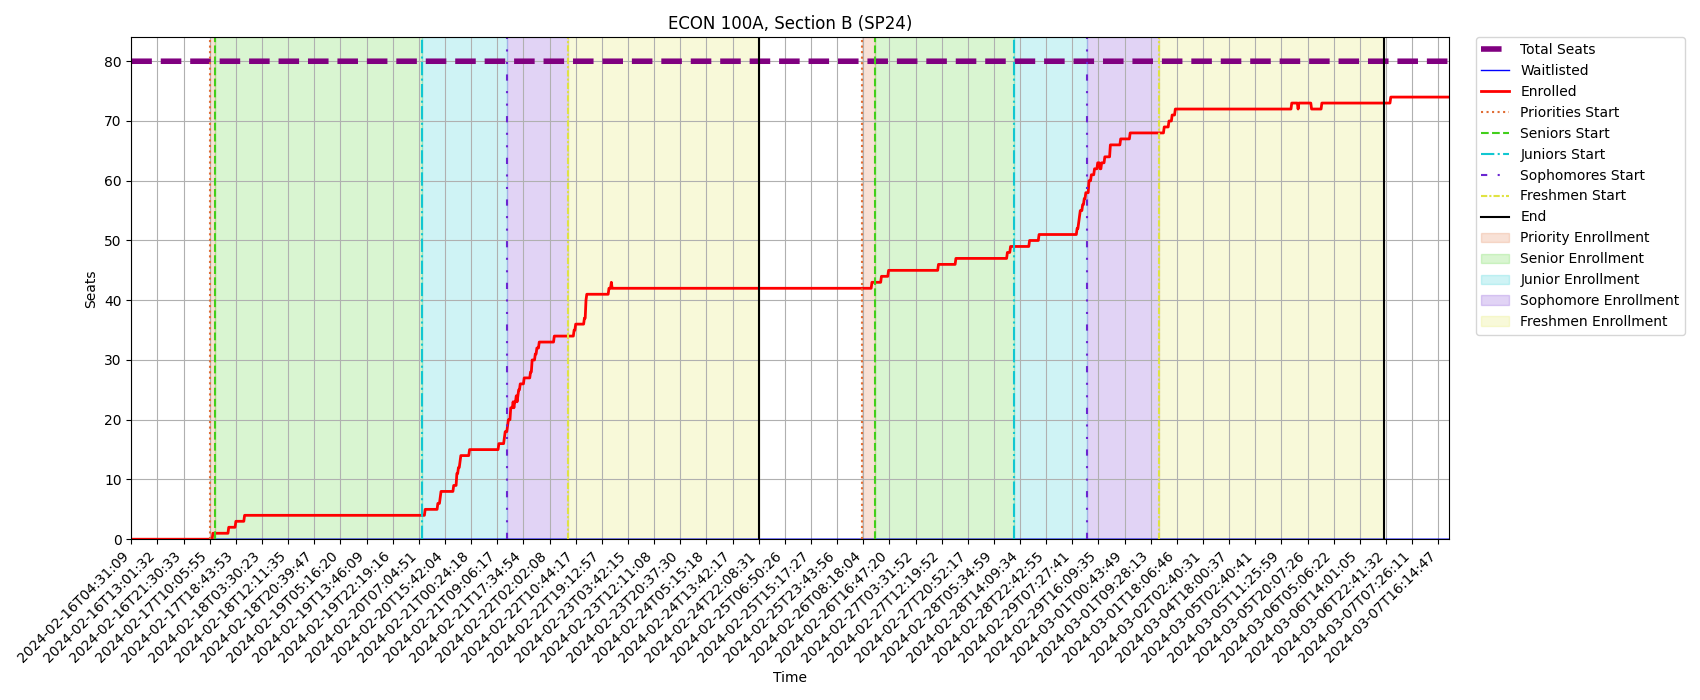 ECON 100A, Section B (SP24)
Seats
80
70
60
50
40
30
20
10
0
2024-02-16T04:31:09
2024-02-16T13:01:32
2024-02-16T21:30:33
2024-02-17T10:05:55
2024-02-17T18:43:53
2024-02-18T03:30:23
2024-02-18T12:11:35
2024-02-18T20:39:47
2024-02-19T05:16:20
2024-02-19T13:46:09
2024-02-19T22:19:16
2024-02-20T07:04:51
2024-02-20T15:42:04
2024-02-21T00:24:18
2024-02-21T09:06:17
2024-02-21T17:34:54
2024-02-22T02:02:08
2024-02-22T10:44:17
2024-02-22T19:12:57
2024-02-23T03:42:15
2024-02-23T12:11:08
2024-02-23T20:37:30
2024-02-24T05:15:18
2024-02-24T13:42:17
2024-02-24T22:08:31
2024-02-25T06:50:26
2024-02-25T15:17:27
2024-02-25T23:43:56
2024-02-26T08:18:04
2024-02-26T16:47:20
2024-02-27T03:31:52
2024-02-27T12:19:52
2024-02-27T20:52:17
2024-02-28T05:34:59
2024-02-28T14:09:34
2024-02-28T22:42:55
2024-02-29T07:27:41
2024-02-29T16:09:35
2024-03-01T00:43:49
2024-03-01T09:28:13
2024-03-01T18:06:46
2024-03-02T02:40:31
2024-03-04T18:00:37
2024-03-05T02:40:41
2024-03-05T11:25:59
2024-03-05T20:07:26
2024-03-06T05:06:22
2024-03-06T14:01:05
2024-03-06T22:41:32
2024-03-07T07:26:11
2024-03-07T16:14:47
Time
Total Seats
Waitlisted
Enrolled
Priorities Start
Seniors Start
Juniors Start
Sophomores Start
Freshmen Start
End
Priority Enrollment
Senior Enrollment
Junior Enrollment
Sophomore Enrollment
Freshmen Enrollment